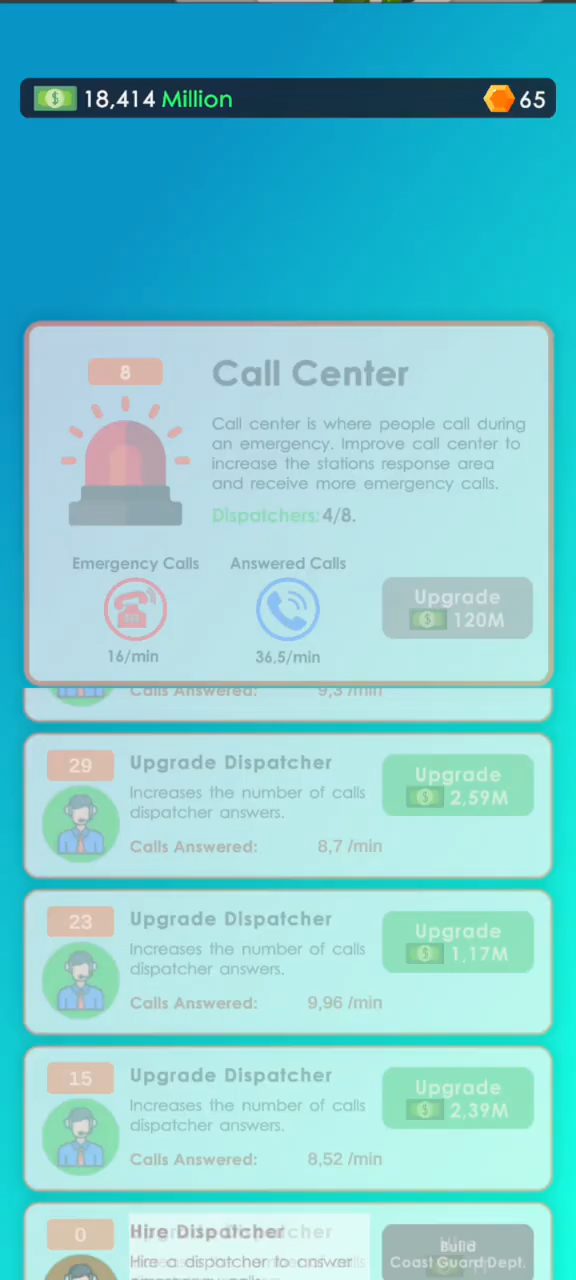 18,414 Million
65
8
Call Center
Call center is where people call during
an emergency. Improve call center to
increase the stations response area
and receive more emergency calls.
Dispatchers: 4/8.
Emergency Calls
Answered Calls
16/min
36,5/min
Upgrade
120M
Calls Answered: 9,3 /min
29
Upgrade Dispatcher
Increases the number of calls
dispatcher answers.
Calls Answered: 8,7 /min
Upgrade
2,59M
23
Upgrade Dispatcher
Increases the number of calls
dispatcher answers.
Calls Answered: 9,96 /min
Upgrade
1,17M
15
Upgrade Dispatcher
Increases the number of calls
dispatcher answers.
Calls Answered: 8,52 /min
Upgrade
2,39M
0
Hire Dispatcher
Hire a dispatcher to answer
emergency calls.
Build
Coast Guard Dept.